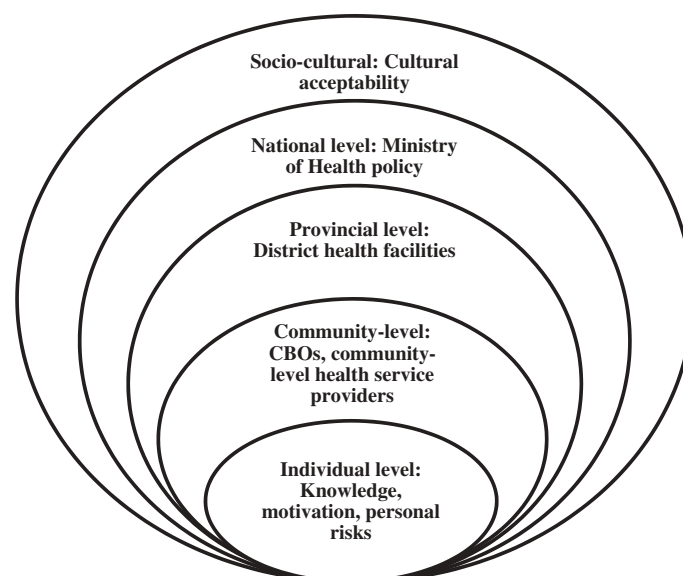 Socio-cultural: Cultural
acceptability
National level: Ministry
of Health policy
Provincial level:
District health facilities
Community-level:
CBOs, community-
level health service
providers
Individual level:
Knowledge,
motivation, personal
risks